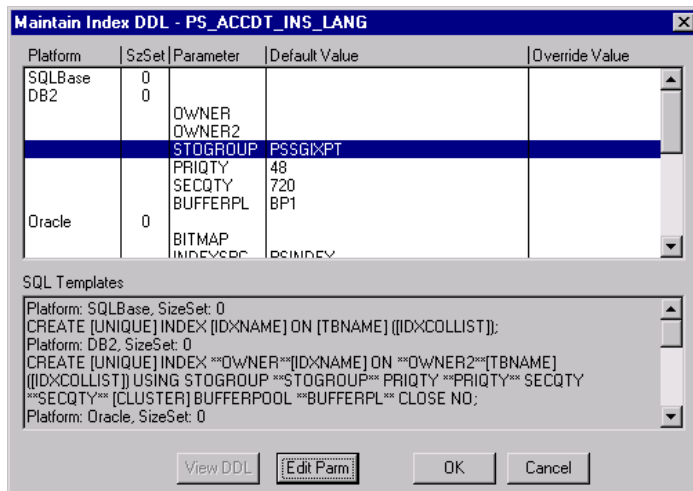 Maintain Index DDL - PS_ACCDT_INS_LANG
Platform SzSet Parameter Default Value Override Value
SQLBase 0
DB2 0
OWNER
OWNER2
STOGROUP PSSGIXPT
PRIQTY 48
SECQTY 720
BUFFERPL BP1
Oracle 0
BITMAP
INDEXSPC PSINDEX
SQL Templates
Platform: SQLBase, SizeSet: 0
CREATE [UNIQUE] INDEX [IDXNAME] ON [TBNAME] ([IDXCOLLIST]);
Platform: DB2, SizeSet: 0
CREATE [UNIQUE] INDEX **OWNER**[IDXNAME] ON **OWNER2**[TBNAME]
([IDXCOLLIST]) USING STOGROUP **STOGROUP** PRIQTY **PRIQTY** SECQTY
**SECQTY** [CLUSTER] BUFFERPOOL **BUFFERPL** CLOSE NO;
Platform: Oracle, SizeSet: 0
View DDL Edit Parm OK Cancel